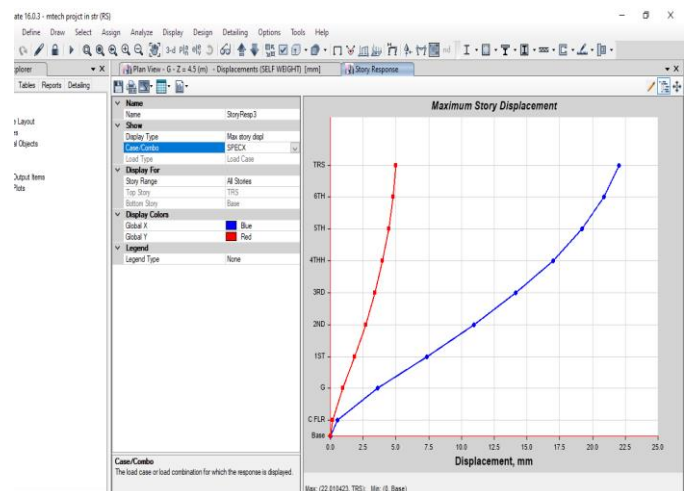 ate 16.0.3 - mtech projct in str (RS)
Define Draw Select Assign Analyze Display Design Detailing Options Tools Help
3-d
plorer
Plan View - G - Z = 4.5 (m) - Displacements (SELF WEIGHT) [mm]
Story Response
Tables Reports Detailing
e Layout
es
al Objects
Output Items
Plots
Name
Name StoryResp3
Show
Display Type Max story displ
Case/Combo SPECX
Load Type Load Case
Display For
Story Range All Stories
Top Story TRS
Bottom Story Base
Display Colors
Global X Blue
Global Y Red
Legend
Legend Type None
Case/Combo
The load case or load combination for which the response is displayed.
Maximum Story Displacement
TRS
6TH
5TH
4THH
3RD
2ND
1ST
G
C FLR
Base
0.0 2.5 5.0 7.5 10.0 12.5 15.0 17.5 20.0 22.5 25.0
Displacement, mm
Max: (22.010423, TRS); Min: (0, Base)